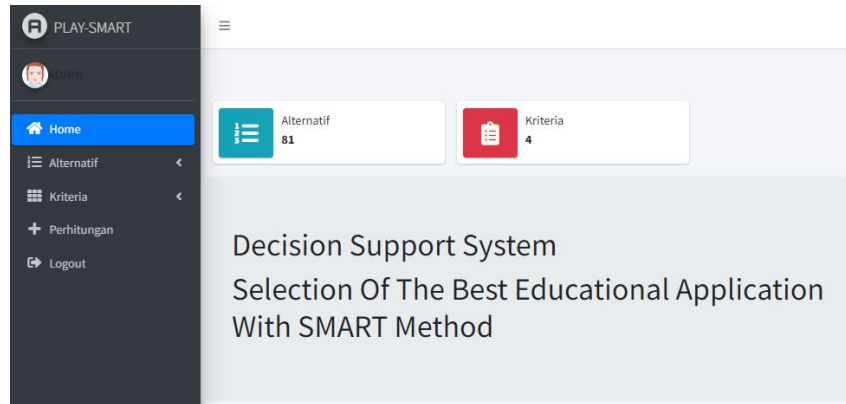 PLAY-SMART
ADMIN
Home
Alternatif
Kriteria
Perhitungan
Logout
Alternatif
81
Kriteria
4
Decision Support System
Selection Of The Best Educational Application
With SMART Method